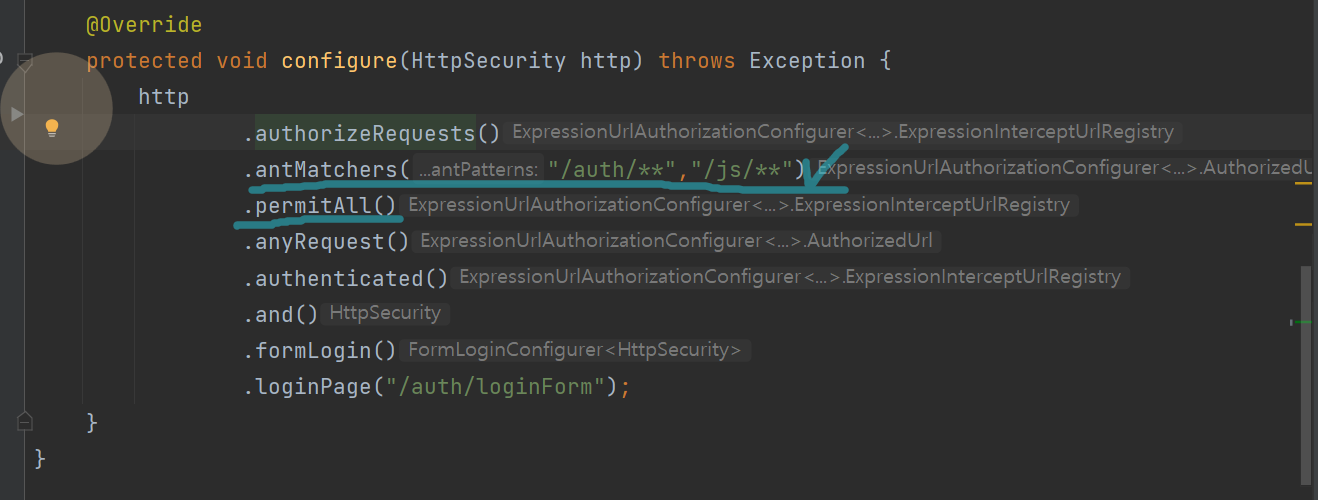 @Override
protected void configure(HttpSecurity http) throws Exception {
http
.authorizeRequests() ExpressionUrlAuthorizationConfigurer<...>.ExpressionInterceptUrlRegistry
.antMatchers( ...antPatterns: "/auth/**","/js/**") ExpressionUrlAuthorizationConfigurer<...>.AuthorizedU
.permitAll() ExpressionUrlAuthorizationConfigurer<...>.ExpressionInterceptUrlRegistry
.anyRequest() ExpressionUrlAuthorizationConfigurer<...>.AuthorizedUrl
.authenticated() ExpressionUrlAuthorizationConfigurer<...>.ExpressionInterceptUrlRegistry
.and() HttpSecurity
.formLogin() FormLoginConfigurer<HttpSecurity>
.loginPage("/auth/loginForm");
}
}